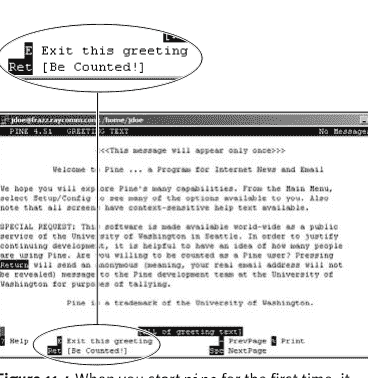 E Exit this greeting
Ret [Be Counted!]
jdoe@frazz.raycomm.com: /home/jdoe
PINE 4.51 GREETING TEXT No Messages
<<<This message will appear only once>>>
Welcome to Pine ... a Program for Internet News and Email
We hope you will explore Pine's many capabilities. From the Main Menu,
select Setup/Config to see many of the options available to you. Also
note that all screens have context-sensitive help text available.
SPECIAL REQUEST: This software is made available world-wide as a public
service of the University of Washington in Seattle. In order to justify
continuing development, it is helpful to have an idea of how many people
are using Pine. Are you willing to be counted as a Pine user? Pressing
Return will send an anonymous (meaning, your real email address will not
be revealed) message to the Pine development team at the University of
Washington for purposes of tallying.
Pine is a trademark of the University of Washington.
[ALL of greeting text]
? Help E Exit this greeting - PrevPage % Print
Ret [Be Counted!] Spc NextPage
When you start pine for the first time, it